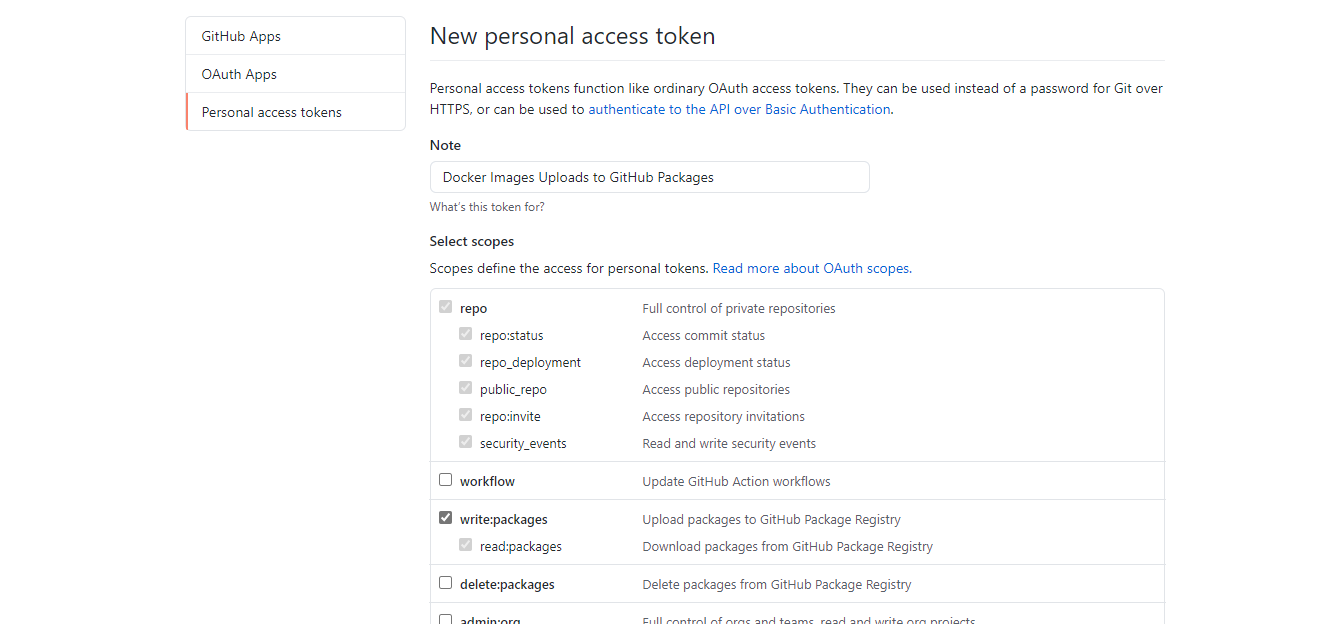 GitHub Apps
OAuth Apps
Personal access tokens
New personal access token
Personal access tokens function like ordinary OAuth access tokens. They can be used instead of a password for Git over
HTTPS, or can be used to authenticate to the API over Basic Authentication.
Note
Docker Images Uploads to GitHub Packages
What's this token for?
Select scopes
Scopes define the access for personal tokens. Read more about OAuth scopes.
repo Full control of private repositories
repo:status Access commit status
repo_deployment Access deployment status
public_repo Access public repositories
repo:invite Access repository invitations
security_events Read and write security events
workflow Update GitHub Action workflows
write:packages Upload packages to GitHub Package Registry
read:packages Download packages from GitHub Package Registry
delete:packages Delete packages from GitHub Package Registry
admin:org Full control of orgs and teams, read and write org projects